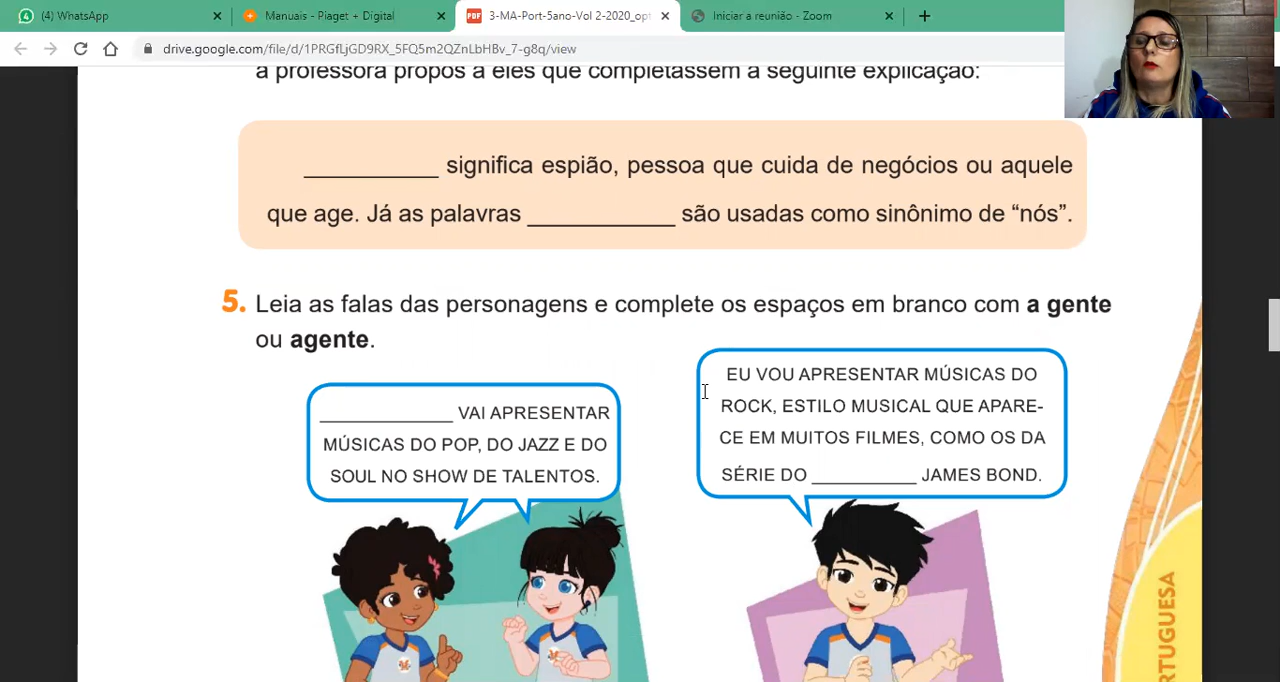 (4) WhatsApp
Manuais - Piaget + Digital
3-MA-Port-5ano-Vol 2-2020_opt
Iniciar a reunião - Zoom
drive.google.com/file/d/1PRGfLjGD9RX_5FQ5m2QZnLbHBv_7-g8q/view
a professora propôs a eles que completassem a seguinte explicação:
__________ significa espião, pessoa que cuida de negócios ou aquele
que age. Já as palavras ___________ são usadas como sinônimo de “nós”.
5. Leia as falas das personagens e complete os espaços em branco com a gente
ou agente.
____________ VAI APRESENTAR
MÚSICAS DO POP, DO JAZZ E DO
SOUL NO SHOW DE TALENTOS.
EU VOU APRESENTAR MÚSICAS DO
ROCK, ESTILO MUSICAL QUE APARE-
CE EM MUITOS FILMES, COMO OS DA
SÉRIE DO __________ JAMES BOND.
RTUGUESA